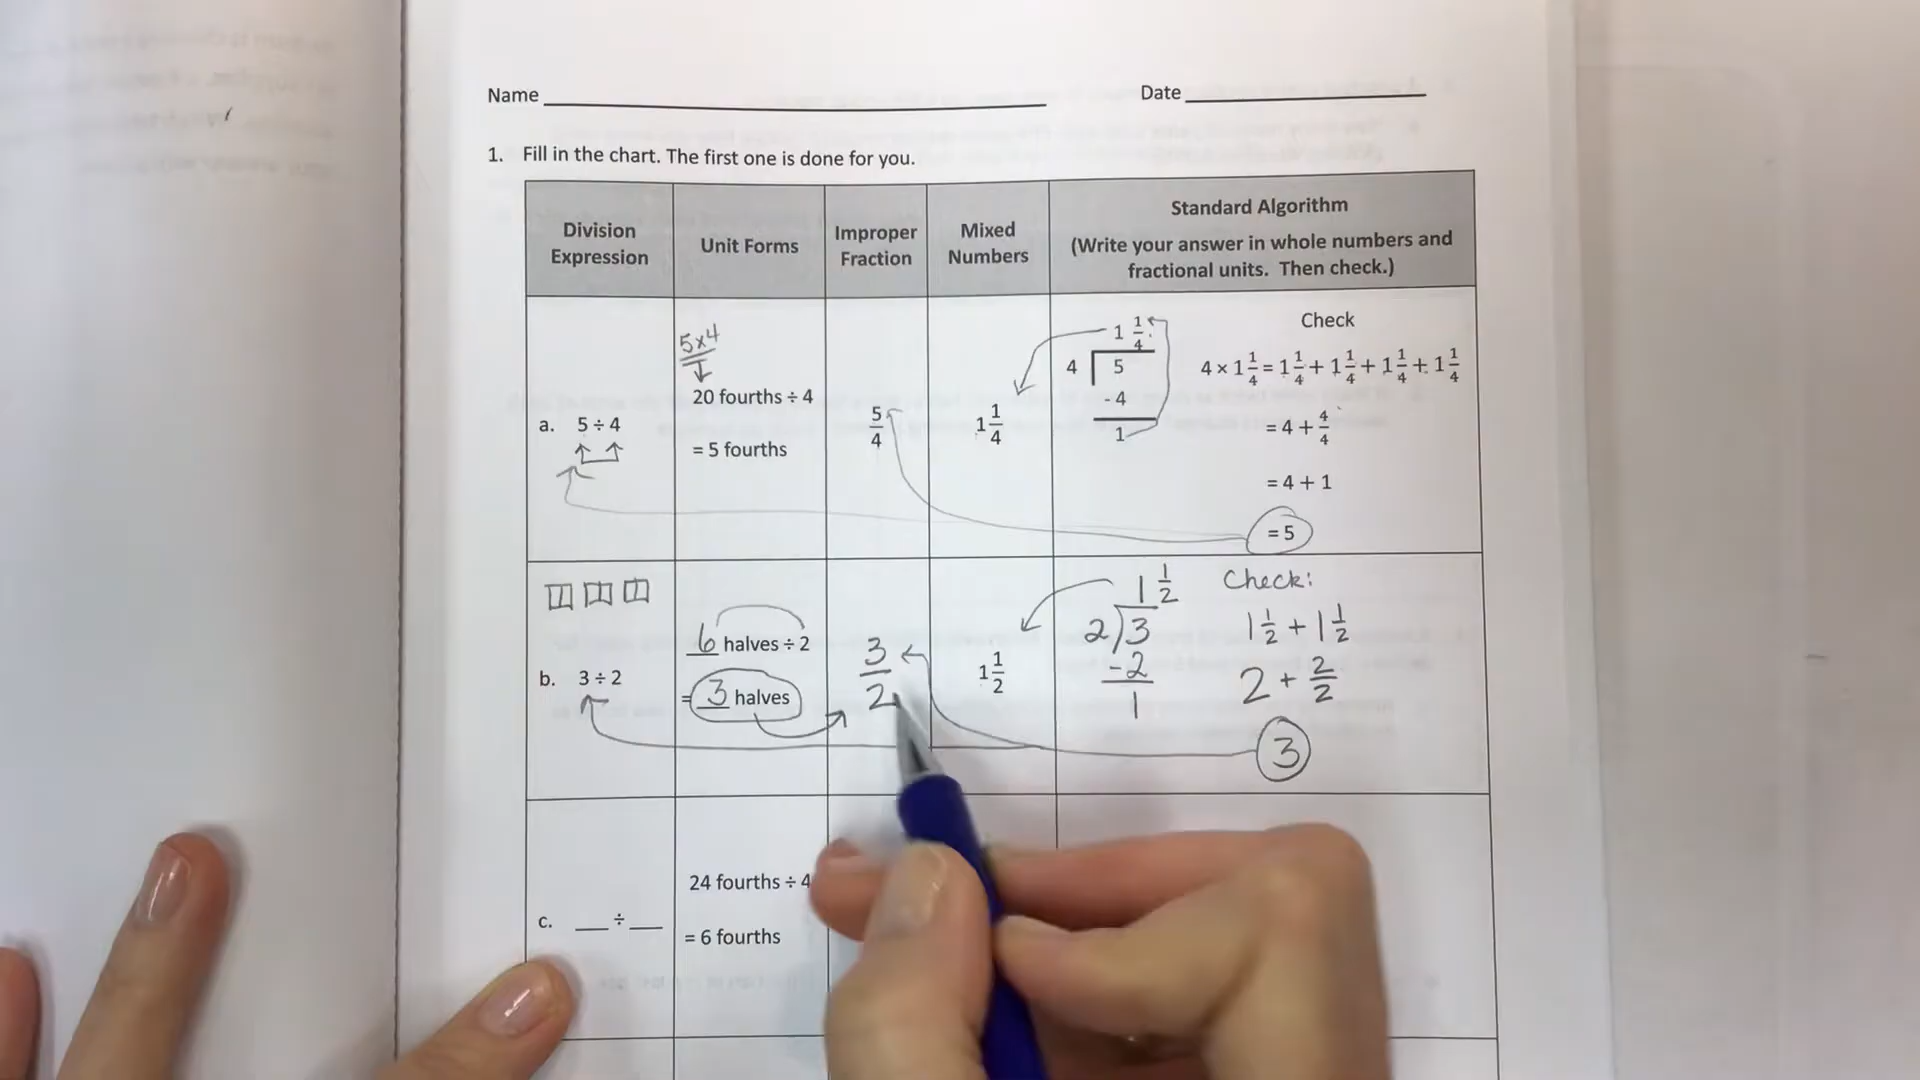 Name Date
1. Fill in the chart. The first one is done for you.
Division Expression
Unit Forms
Improper Fraction
Mixed Numbers
Standard Algorithm
(Write your answer in whole numbers and
fractional units. Then check.)
a. 5 ÷ 4
5x4
20 fourths ÷ 4
= 5 fourths
5/4
1 1/4
1 1/4
4 5
- 4
1
Check
4 × 1 1/4 = 1 1/4 + 1 1/4 + 1 1/4 + 1 1/4
= 4 + 4/4
= 4 + 1
= 5
b. 3 ÷ 2
6 halves ÷ 2
= 3 halves
3/2
1 1/2
1 1/2
2)3
-2
1
Check:
1 1/2 + 1 1/2
2 + 2/2
3
c. __ ÷ __
24 fourths ÷ 4
= 6 fourths